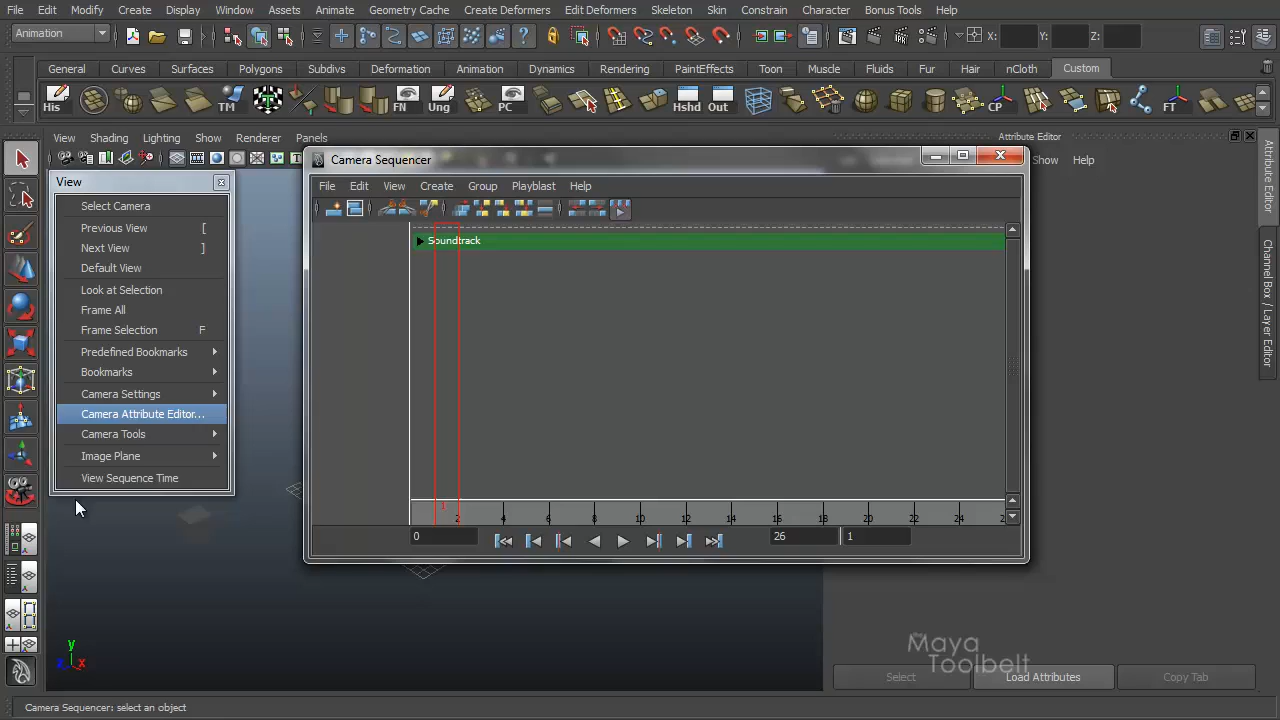 File Edit Modify Create Display Window Assets Animate Geometry Cache Create Deformers Edit Deformers Skeleton Skin Constrain Character Bonus Tools Help
Animation X: Y: Z:
General Curves Surfaces Polygons Subdivs Deformation Animation Dynamics Rendering PaintEffects Toon Muscle Fluids Fur Hair nCloth Custom
His TM FN Ung PC Hshd Out CP FT
View Shading Lighting Show Renderer Panels
Attribute Editor
Show Help
View
Select Camera
Previous View [
Next View ]
Default View
Look at Selection
Frame All
Frame Selection F
Predefined Bookmarks
Bookmarks
Camera Settings
Camera Attribute Editor...
Camera Tools
Image Plane
View Sequence Time
Camera Sequencer
File Edit View Create Group Playblast Help
Soundtrack
1
2 4 6 8 10 12 14 16 18 20 22 24
0 26 1
Attribute Editor
Channel Box / Layer Editor
y
x
the
Maya
Toolbelt
Select Load Attributes Copy Tab
Camera Sequencer: select an object